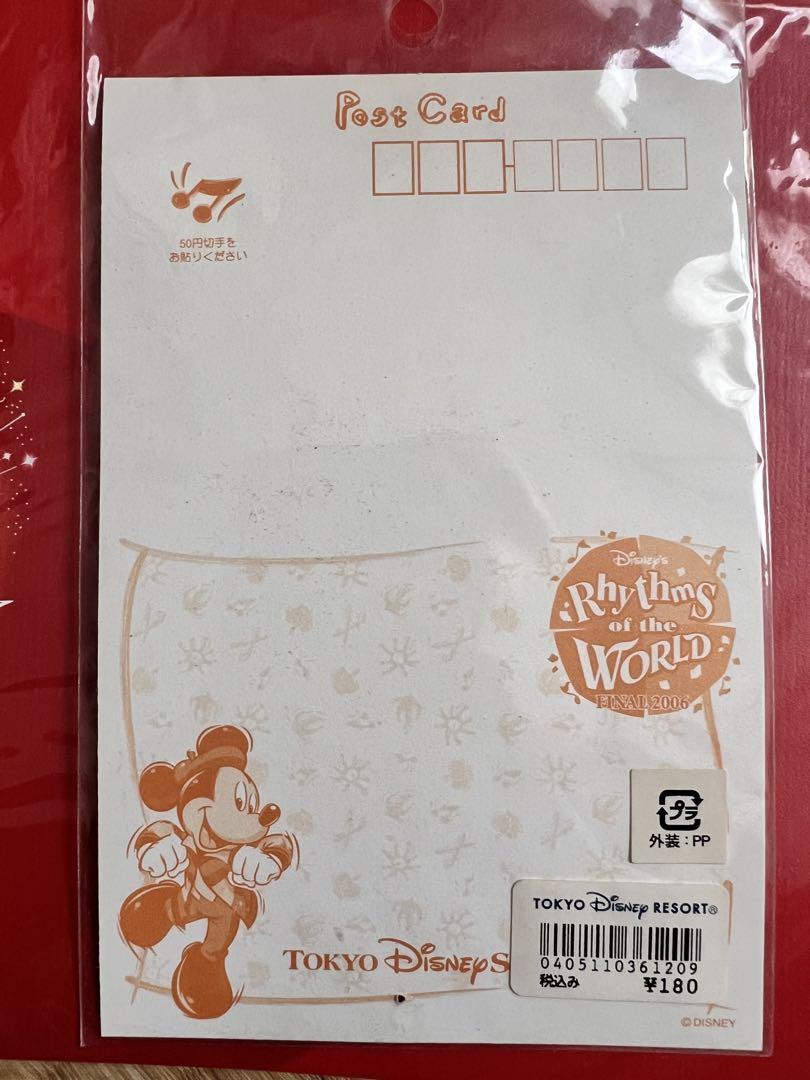 Post Card
50円切手を
お貼りください
Disney's
Rhythms
of the
WORLD
FINAL 2006
プラ
外装:PP
TOKYO Disney RESORT®
0405110361209
税込み ¥180
TOKYO DISNEYS
©DISNEY